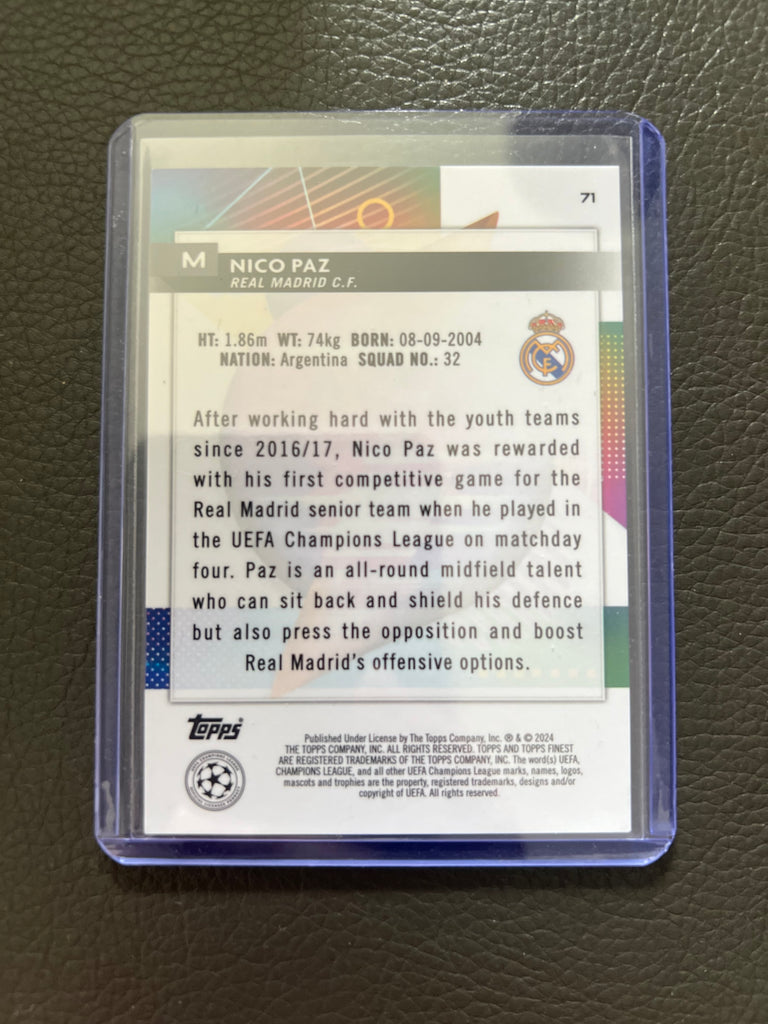 71
M
NICO PAZ
REAL MADRID C.F.
HT: 1.86m WT: 74kg BORN: 08-09-2004
NATION: Argentina SQUAD NO.: 32
After working hard with the youth teams
since 2016/17, Nico Paz was rewarded
with his first competitive game for the
Real Madrid senior team when he played in
the UEFA Champions League on matchday
four. Paz is an all-round midfield talent
who can sit back and shield his defence
but also press the opposition and boost
Real Madrid's offensive options.
Topps®
Published Under License by The Topps Company, Inc. ® & © 2024
THE TOPPS COMPANY, INC. ALL RIGHTS RESERVED. TOPPS AND TOPPS FINEST
ARE REGISTERED TRADEMARKS OF THE TOPPS COMPANY, INC. The word(s) UEFA,
CHAMPIONS LEAGUE, and all other UEFA Champions League marks, names, logos,
mascots and trophies are the property, registered trademarks, designs and/or
copyright of UEFA. All rights reserved.